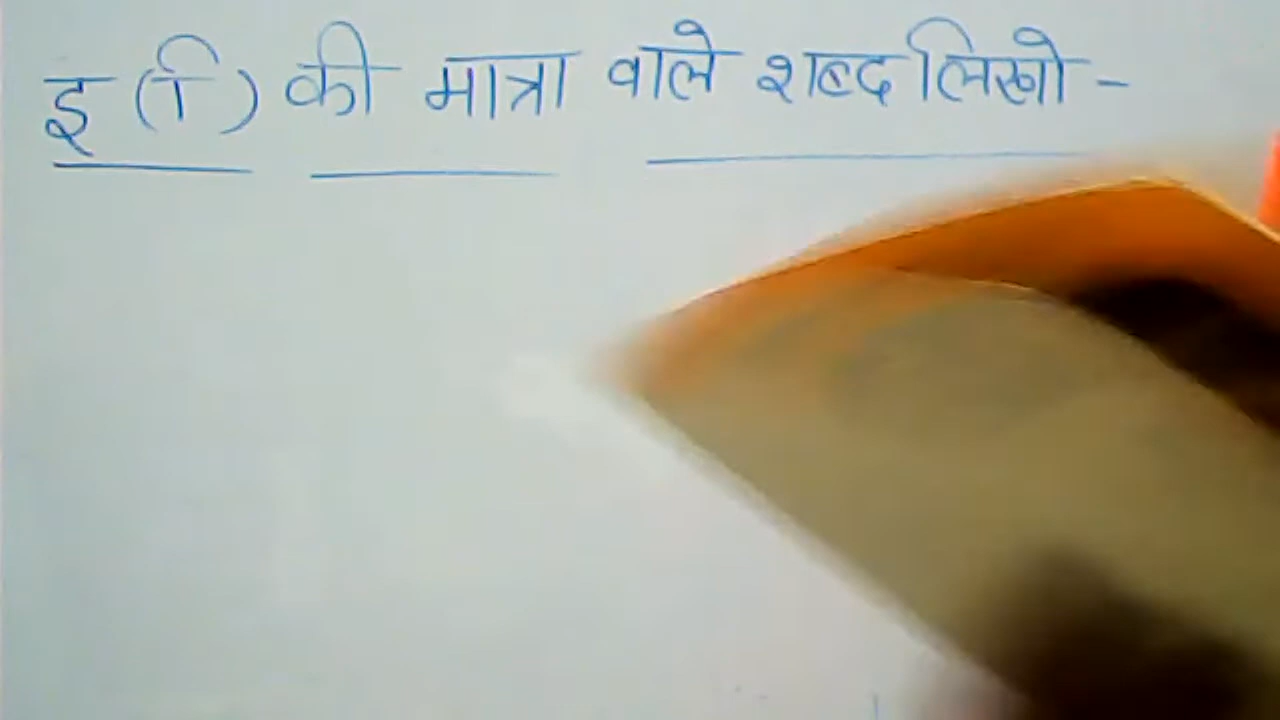 इ (ि) की मात्रा वाले शब्द लिखो -